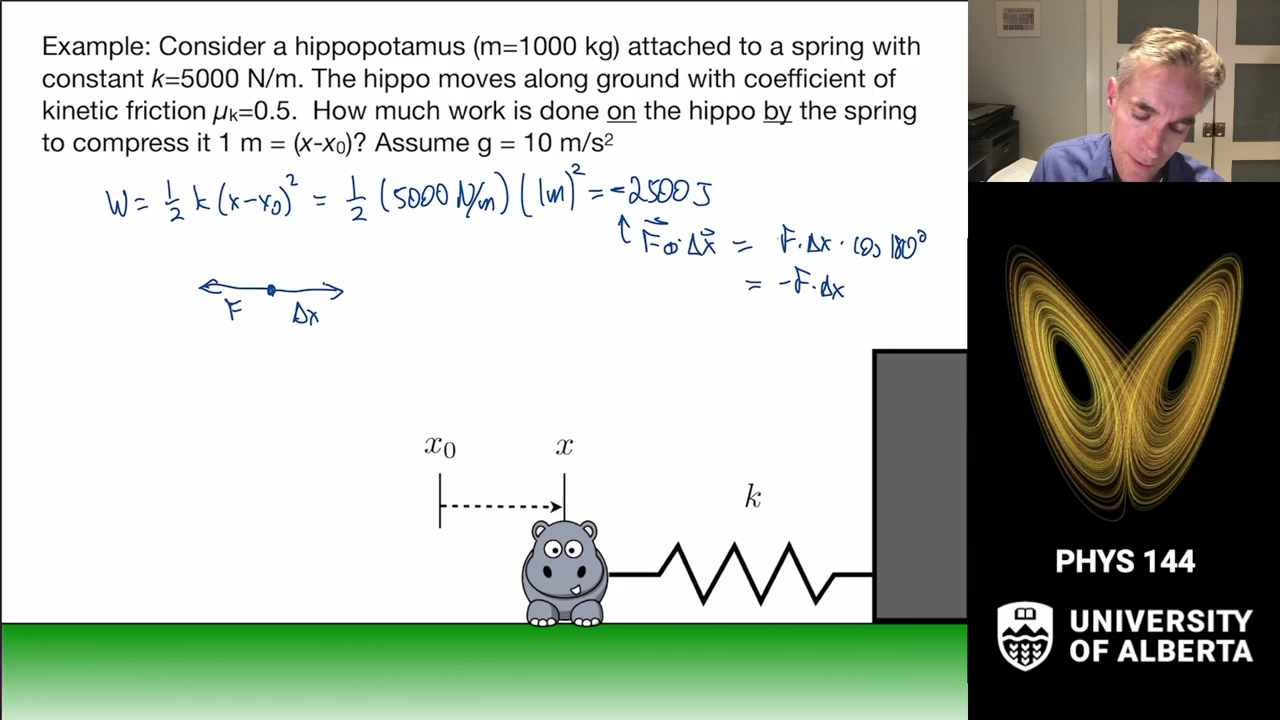 Example: Consider a hippopotamus (m=1000 kg) attached to a spring with
constant k=5000 N/m. The hippo moves along ground with coefficient of
kinetic friction μₖ=0.5. How much work is done on the hippo by the spring
to compress it 1 m = (x-x₀)? Assume g = 10 m/s²
W = 1/2 k (x-x₀)² = 1/2 (5000 N/m) (1m)² = -2500 J
↑ F⃗ · Δx⃗ = F·Δx · cos 180°
= -F·Δx
F Δx
x₀ x
k
PHYS 144
UNIVERSITY
OF ALBERTA